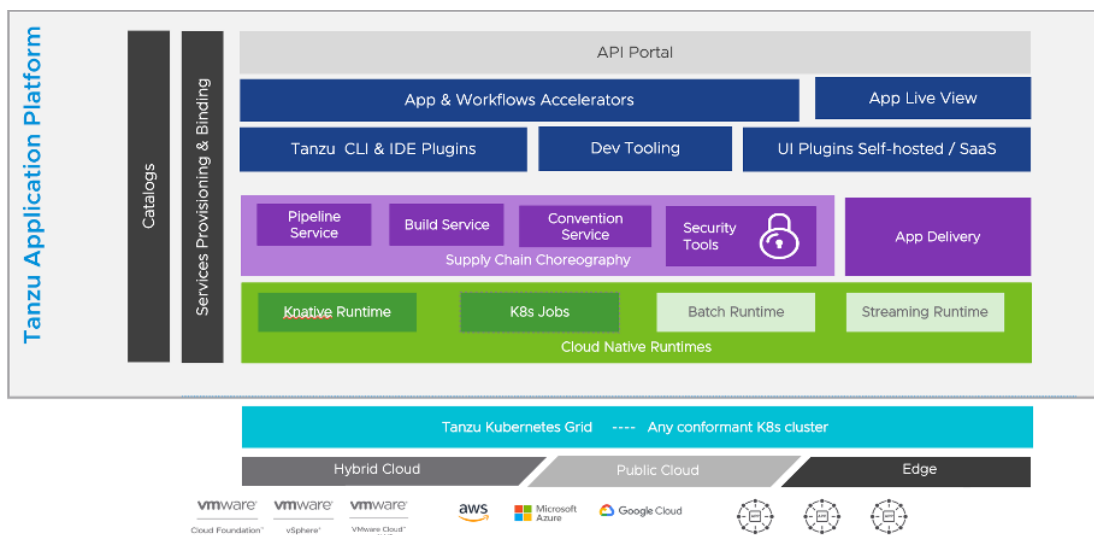 Tanzu Application Platform
Catalogs
Services Provisioning & Binding
API Portal
App & Workflows Accelerators
App Live View
Tanzu CLI & IDE Plugins
Dev Tooling
UI Plugins Self-hosted / SaaS
Pipeline
Service
Build Service
Convention
Service
Security
Tools
Supply Chain Choreography
App Delivery
Knative Runtime
K8s Jobs
Batch Runtime
Streaming Runtime
Cloud Native Runtimes
Tanzu Kubernetes Grid ---- Any conformant K8s cluster
Hybrid Cloud
Public Cloud
Edge
vmware
Cloud Foundation
vmware
vSphere
vmware
VMware Cloud
aws
Microsoft
Azure
Google Cloud